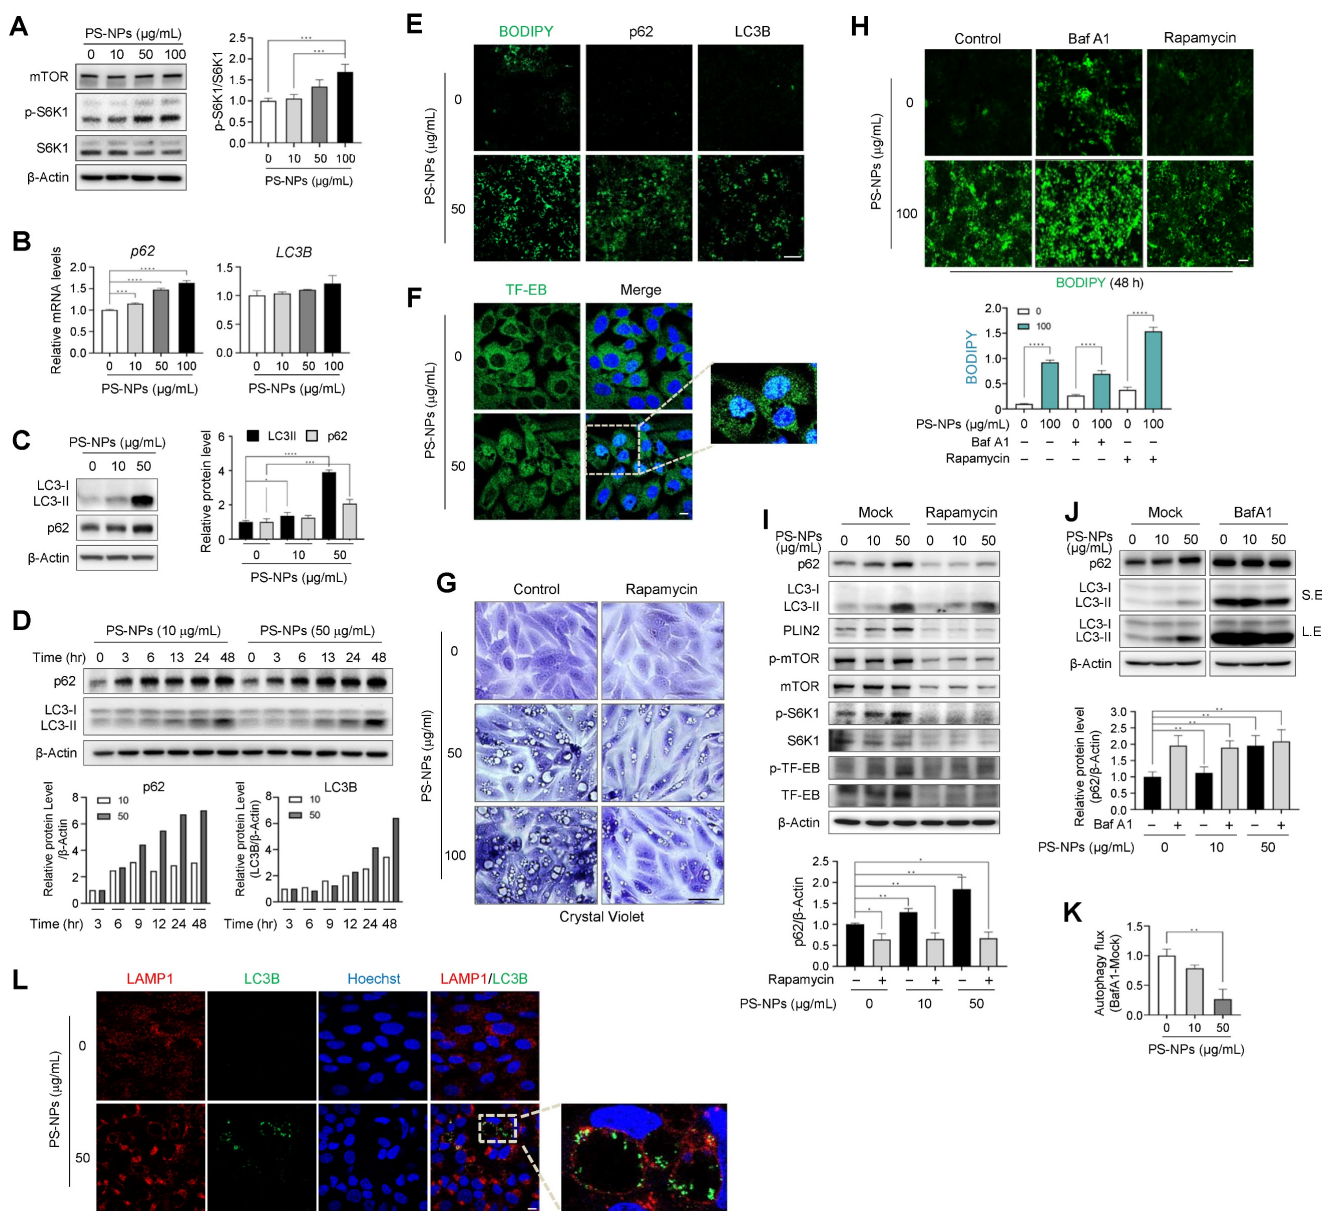 A
PS-NPs (μg/mL)
0 10 50 100
mTOR
p-S6K1
S6K1
β-Actin
p-S6K1/S6K1
2.5
2.0
1.5
1.0
0.5
0.0
***
***
0 10 50 100
PS-NPs (μg/mL)
B
p62
LC3B
Relative mRNA levels
2.0
1.5
1.0
0.5
0.0
****
****
***
0 10 50 100
PS-NPs (μg/mL)
1.5
1.0
0.5
0.0
0 10 50 100
PS-NPs (μg/mL)
C
PS-NPs (μg/mL)
0 10 50
LC3-I
LC3-II
p62
β-Actin
Relative protein level
LC3II p62
6
4
2
0
****
***
*
0 10 50
PS-NPs (μg/mL)
D
PS-NPs (10 μg/mL) PS-NPs (50 μg/mL)
Time (hr) 0 3 6 13 24 48 0 3 6 13 24 48
p62
LC3-I
LC3-II
β-Actin
p62
Relative protein Level
/β-Actin
8
6
4
2
0
10
50
Time (hr) 3 6 9 12 24 48
LC3B
Relative protein Level
(LC3B/β-Actin)
8
6
4
2
0
10
50
Time (hr) 3 6 9 12 24 48
E
BODIPY p62 LC3B
PS-NPs (μg/mL)
0
50
F
TF-EB Merge
PS-NPs (μg/mL)
0
50
G
Control Rapamycin
PS-NPs (μg/ml)
0
50
100
Crystal Violet
H
Control Baf A1 Rapamycin
PS-NPs (μg/mL)
0
100
BODIPY (48 h)
BODIPY
2.0
1.5
1.0
0.5
0
0
100
****
****
****
PS-NPs (μg/mL) 0 100 0 100 0 100
Baf A1 – – + + – –
Rapamycin – – – – + +
I
Mock Rapamycin
PS-NPs
(μg/mL)
0 10 50 0 10 50
p62
LC3-I
LC3-II
PLIN2
p-mTOR
mTOR
p-S6K1
S6K1
p-TF-EB
TF-EB
β-Actin
p62/β-Actin
2.5
2.0
1.5
1.0
0.5
0.0
*
**
**
**
*
Rapamycin – + – + – +
PS-NPs (μg/mL) 0 10 50
J
Mock BafA1
PS-NPs
(μg/mL)
0 10 50 0 10 50
p62
LC3-I
LC3-II
S.E
LC3-I
LC3-II
L.E
β-Actin
Relative protein level
(p62/β-Actin)
3.0
2.5
2.0
1.5
1.0
0.5
0.0
**
**
**
**
Baf A1 – + – + – +
PS-NPs (μg/mL) 0 10 50
K
Autophagy flux
(BafA1-Mock)
1.5
1.0
0.5
0.0
**
0 10 50
PS-NPs (μg/mL)
L
LAMP1 LC3B Hoechst LAMP1/LC3B
PS-NPs (μg/mL)
0
50